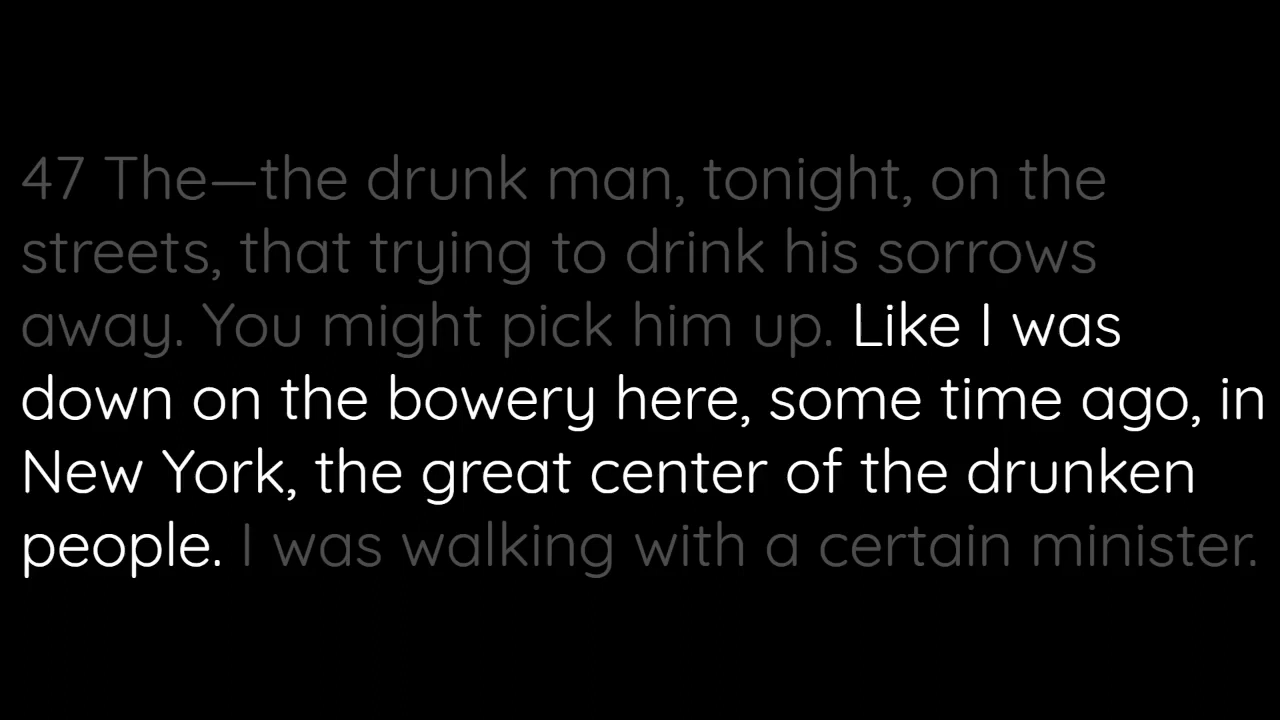 47 The—the drunk man, tonight, on the
streets, that trying to drink his sorrows
away. You might pick him up. Like I was
down on the bowery here, some time ago, in
New York, the great center of the drunken
people. I was walking with a certain minister.